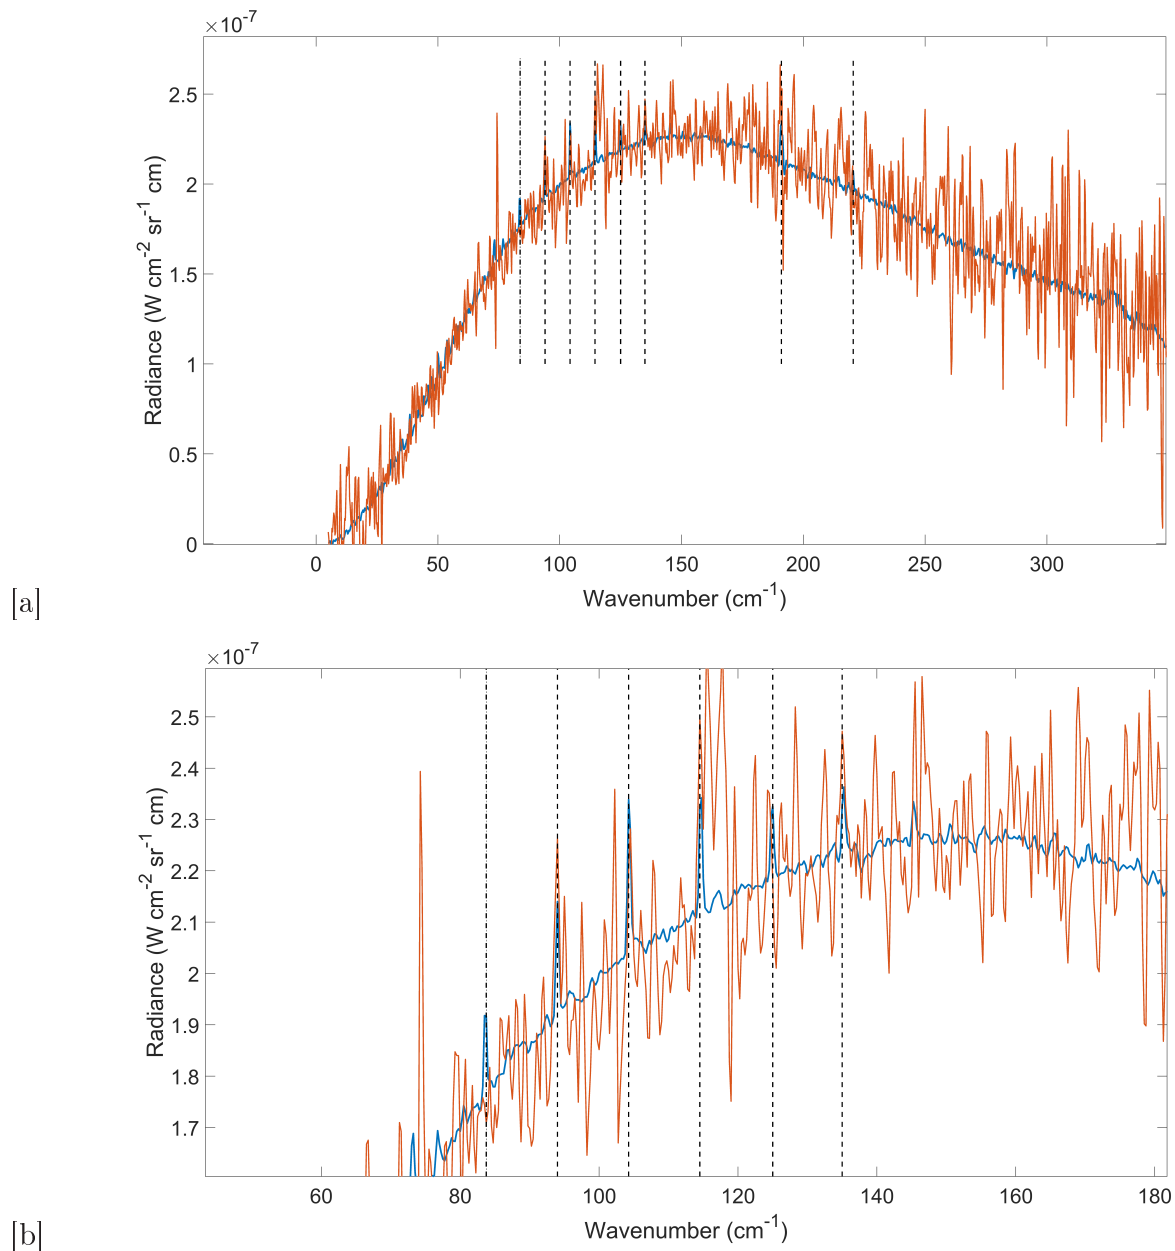 ×10⁻⁷
2.5
2
1.5
1
0.5
0
Radiance (W cm⁻² sr⁻¹ cm)
0 50 100 150 200 250 300
Wavenumber (cm⁻¹)
[a]
×10⁻⁷
2.5
2.4
2.3
2.2
2.1
2
1.9
1.8
1.7
Radiance (W cm⁻² sr⁻¹ cm)
60 80 100 120 140 160 180
Wavenumber (cm⁻¹)
[b]